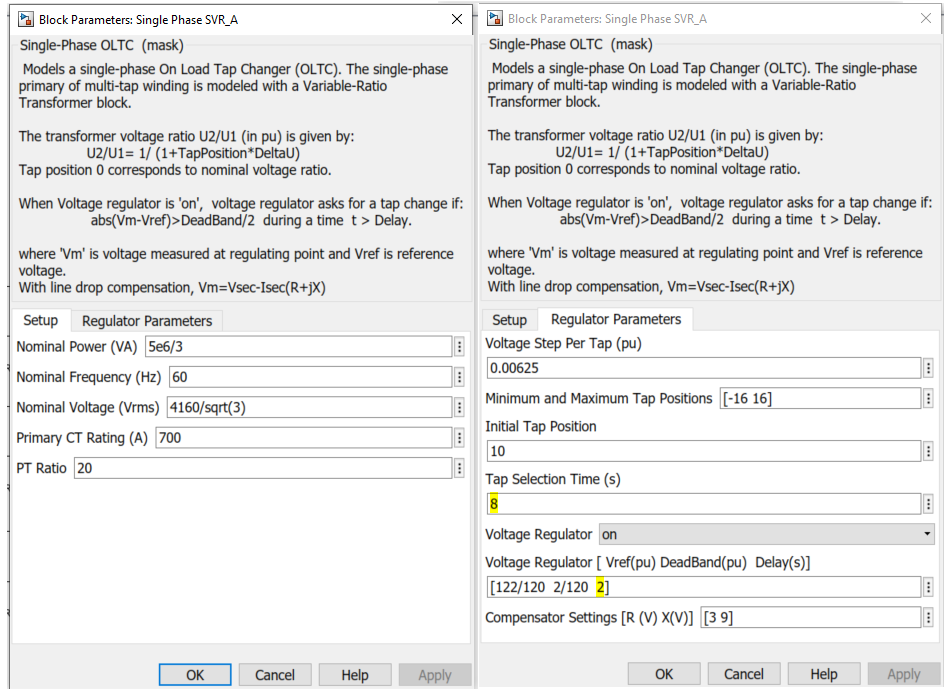 Block Parameters: Single Phase SVR_A
Single-Phase OLTC (mask)
Models a single-phase On Load Tap Changer (OLTC). The single-phase
primary of multi-tap winding is modeled with a Variable-Ratio
Transformer block.
The transformer voltage ratio U2/U1 (in pu) is given by:
U2/U1= 1/ (1+TapPosition*DeltaU)
Tap position 0 corresponds to nominal voltage ratio.
When Voltage regulator is 'on', voltage regulator asks for a tap change if:
abs(Vm-Vref)>DeadBand/2 during a time t > Delay.
where 'Vm' is voltage measured at regulating point and Vref is reference
voltage.
With line drop compensation, Vm=Vsec-Isec(R+jX)
Setup Regulator Parameters
Nominal Power (VA) 5e6/3
Nominal Frequency (Hz) 60
Nominal Voltage (Vrms) 4160/sqrt(3)
Primary CT Rating (A) 700
PT Ratio 20
OK Cancel Help Apply
Block Parameters: Single Phase SVR_A
Single-Phase OLTC (mask)
Models a single-phase On Load Tap Changer (OLTC). The single-phase
primary of multi-tap winding is modeled with a Variable-Ratio
Transformer block.
The transformer voltage ratio U2/U1 (in pu) is given by:
U2/U1= 1/ (1+TapPosition*DeltaU)
Tap position 0 corresponds to nominal voltage ratio.
When Voltage regulator is 'on', voltage regulator asks for a tap change if:
abs(Vm-Vref)>DeadBand/2 during a time t > Delay.
where 'Vm' is voltage measured at regulating point and Vref is reference
voltage.
With line drop compensation, Vm=Vsec-Isec(R+jX)
Setup Regulator Parameters
Voltage Step Per Tap (pu)
0.00625
Minimum and Maximum Tap Positions [-16 16]
Initial Tap Position
10
Tap Selection Time (s)
8
Voltage Regulator on
Voltage Regulator [ Vref(pu) DeadBand(pu) Delay(s)]
[122/120 2/120 2]
Compensator Settings [R (V) X(V)] [3 9]
OK Cancel Help Apply